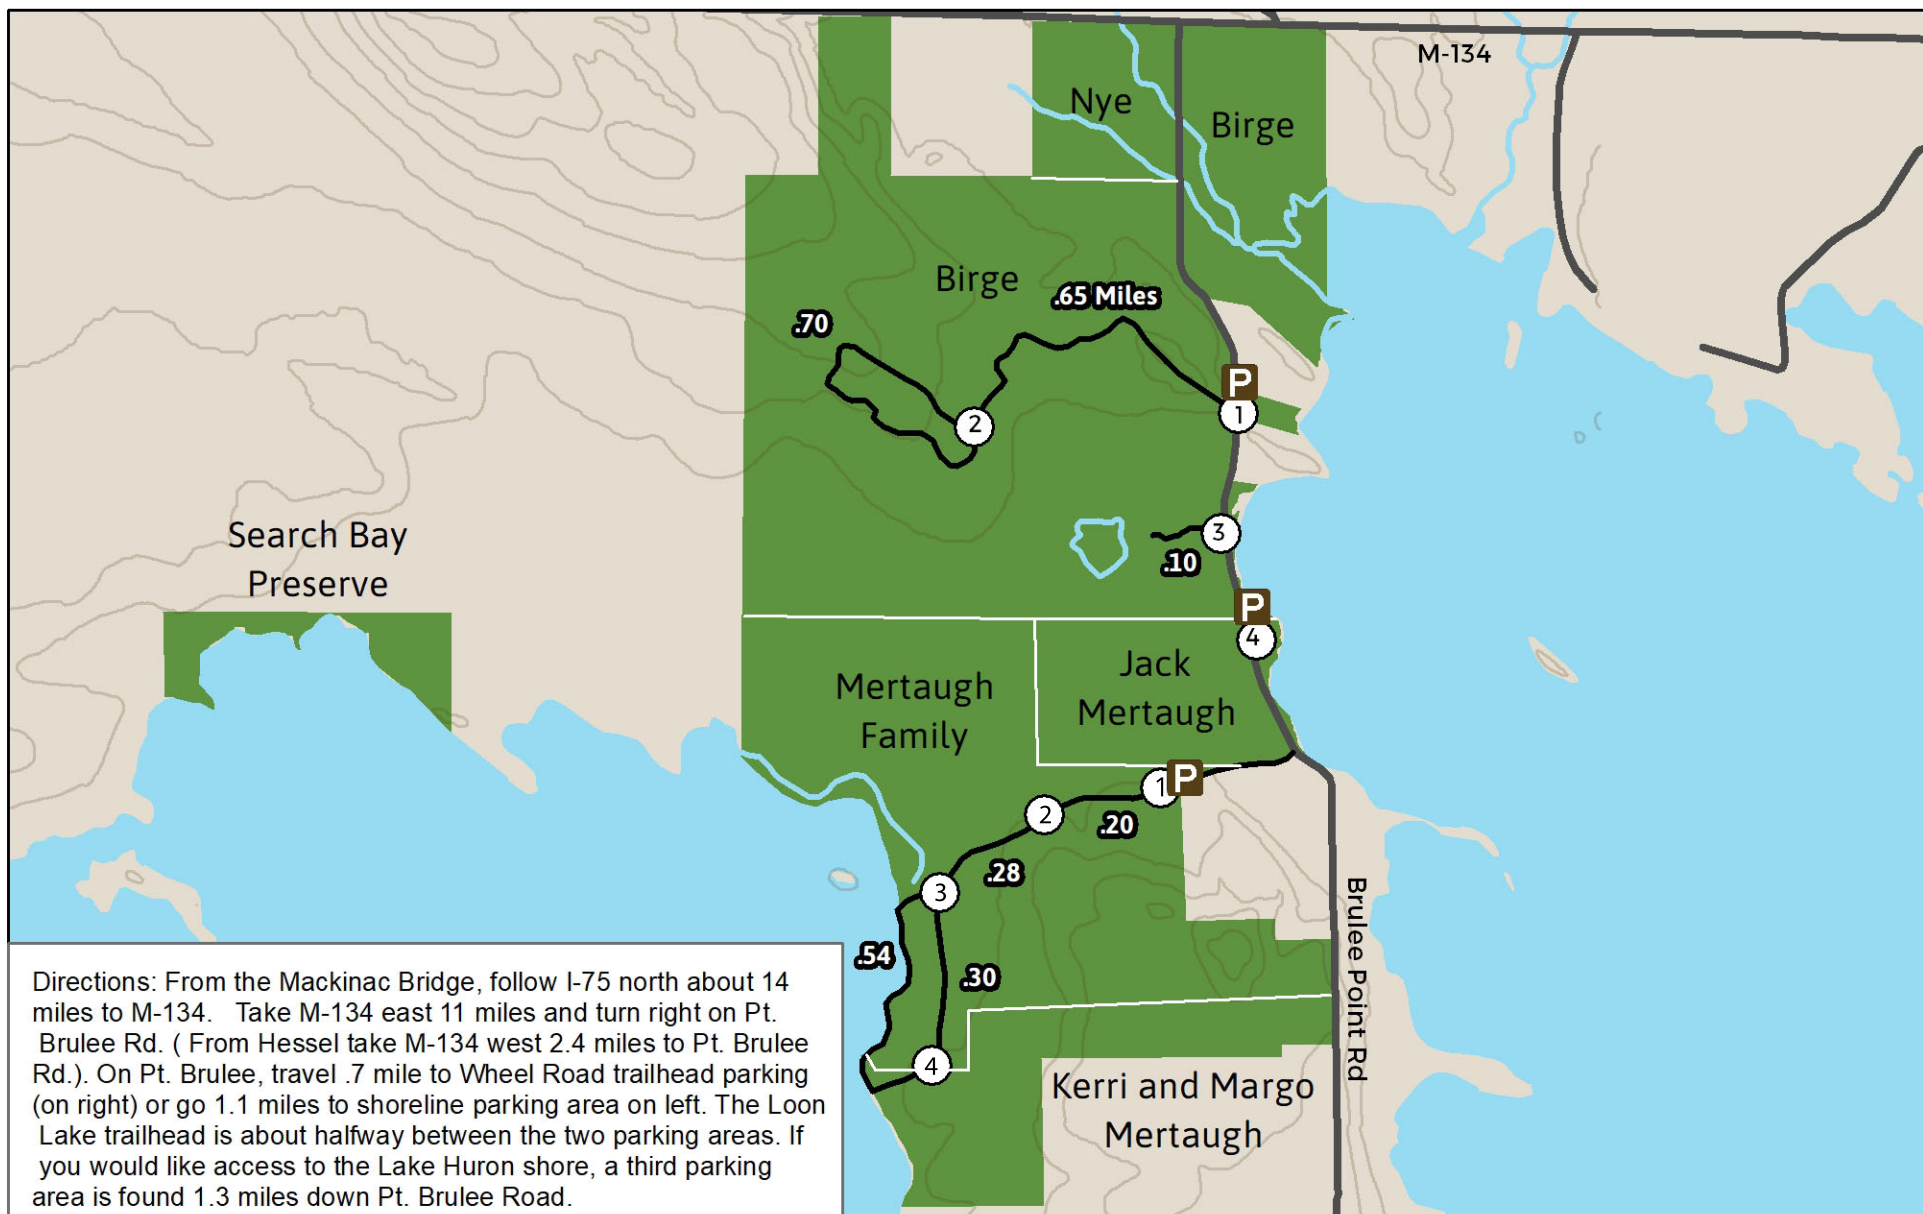 M-134
Nye
Birge
Birge
.65 Miles
.70
P
1
2
Search Bay
Preserve
3
.10
P
4
Jack
Mertaugh
Mertaugh
Family
P
1
2
.20
.28
3
.54
.30
4
Brulee Point Rd
Kerri and Margo
Mertaugh
Directions: From the Mackinac Bridge, follow I-75 north about 14
miles to M-134. Take M-134 east 11 miles and turn right on Pt.
Brulee Rd. ( From Hessel take M-134 west 2.4 miles to Pt. Brulee
Rd.). On Pt. Brulee, travel .7 mile to Wheel Road trailhead parking
(on right) or go 1.1 miles to shoreline parking area on left. The Loon
Lake trailhead is about halfway between the two parking areas. If
you would like access to the Lake Huron shore, a third parking
area is found 1.3 miles down Pt. Brulee Road.